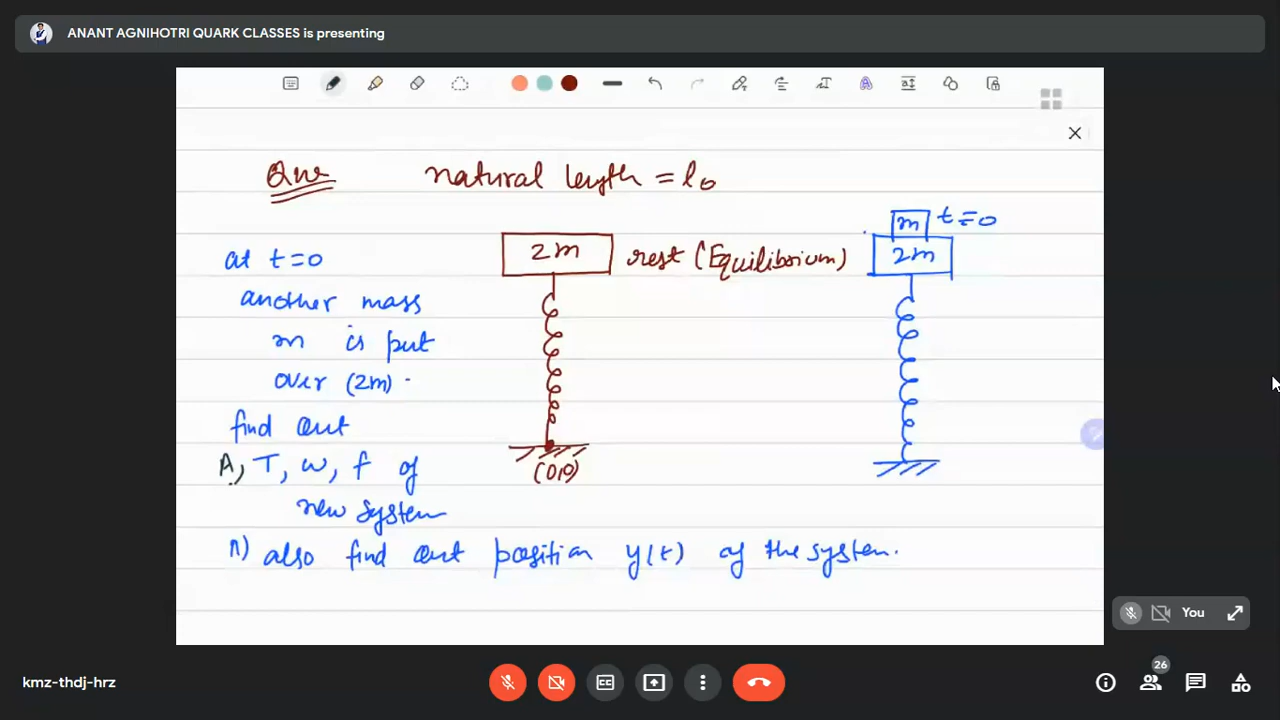 ANANT AGNIHOTRI QUARK CLASSES is presenting
Que natural length = l₀
m t=0
2m rest (Equilibrium) 2m
at t=0
another mass
m is put
over (2m) -
find out
A, T, ω, f of
(0,0)
new system
1) also find out position y(t) of the system.
You
kmz-thdj-hrz
CC
26